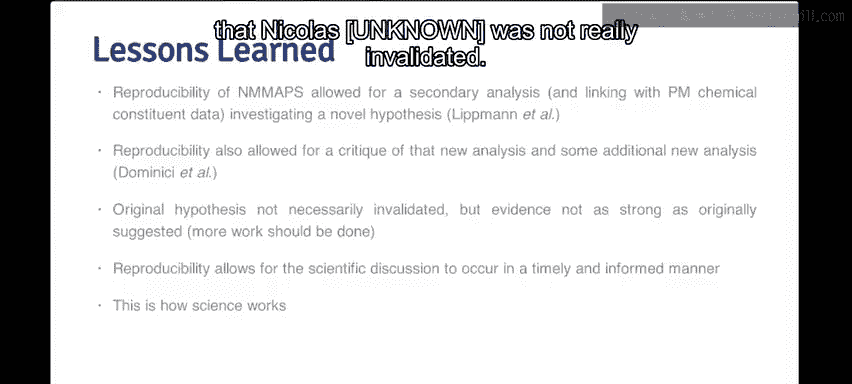 that Nicolas [UNKNOWN] was not really
invalidated.
Lessons Learned
· Reproducibility of NMMAPS allowed for a secondary analysis (and linking with PM chemical
constituent data) investigating a novel hypothesis (Lippmann et al.)
· Reproducibility also allowed for a critique of that new analysis and some additional new analysis
(Dominici et al.)
· Original hypothesis not necessarily invalidated, but evidence not as strong as originally
suggested (more work should be done)
· Reproducibility allows for the scientific discussion to occur in a timely and informed manner
· This is how science works